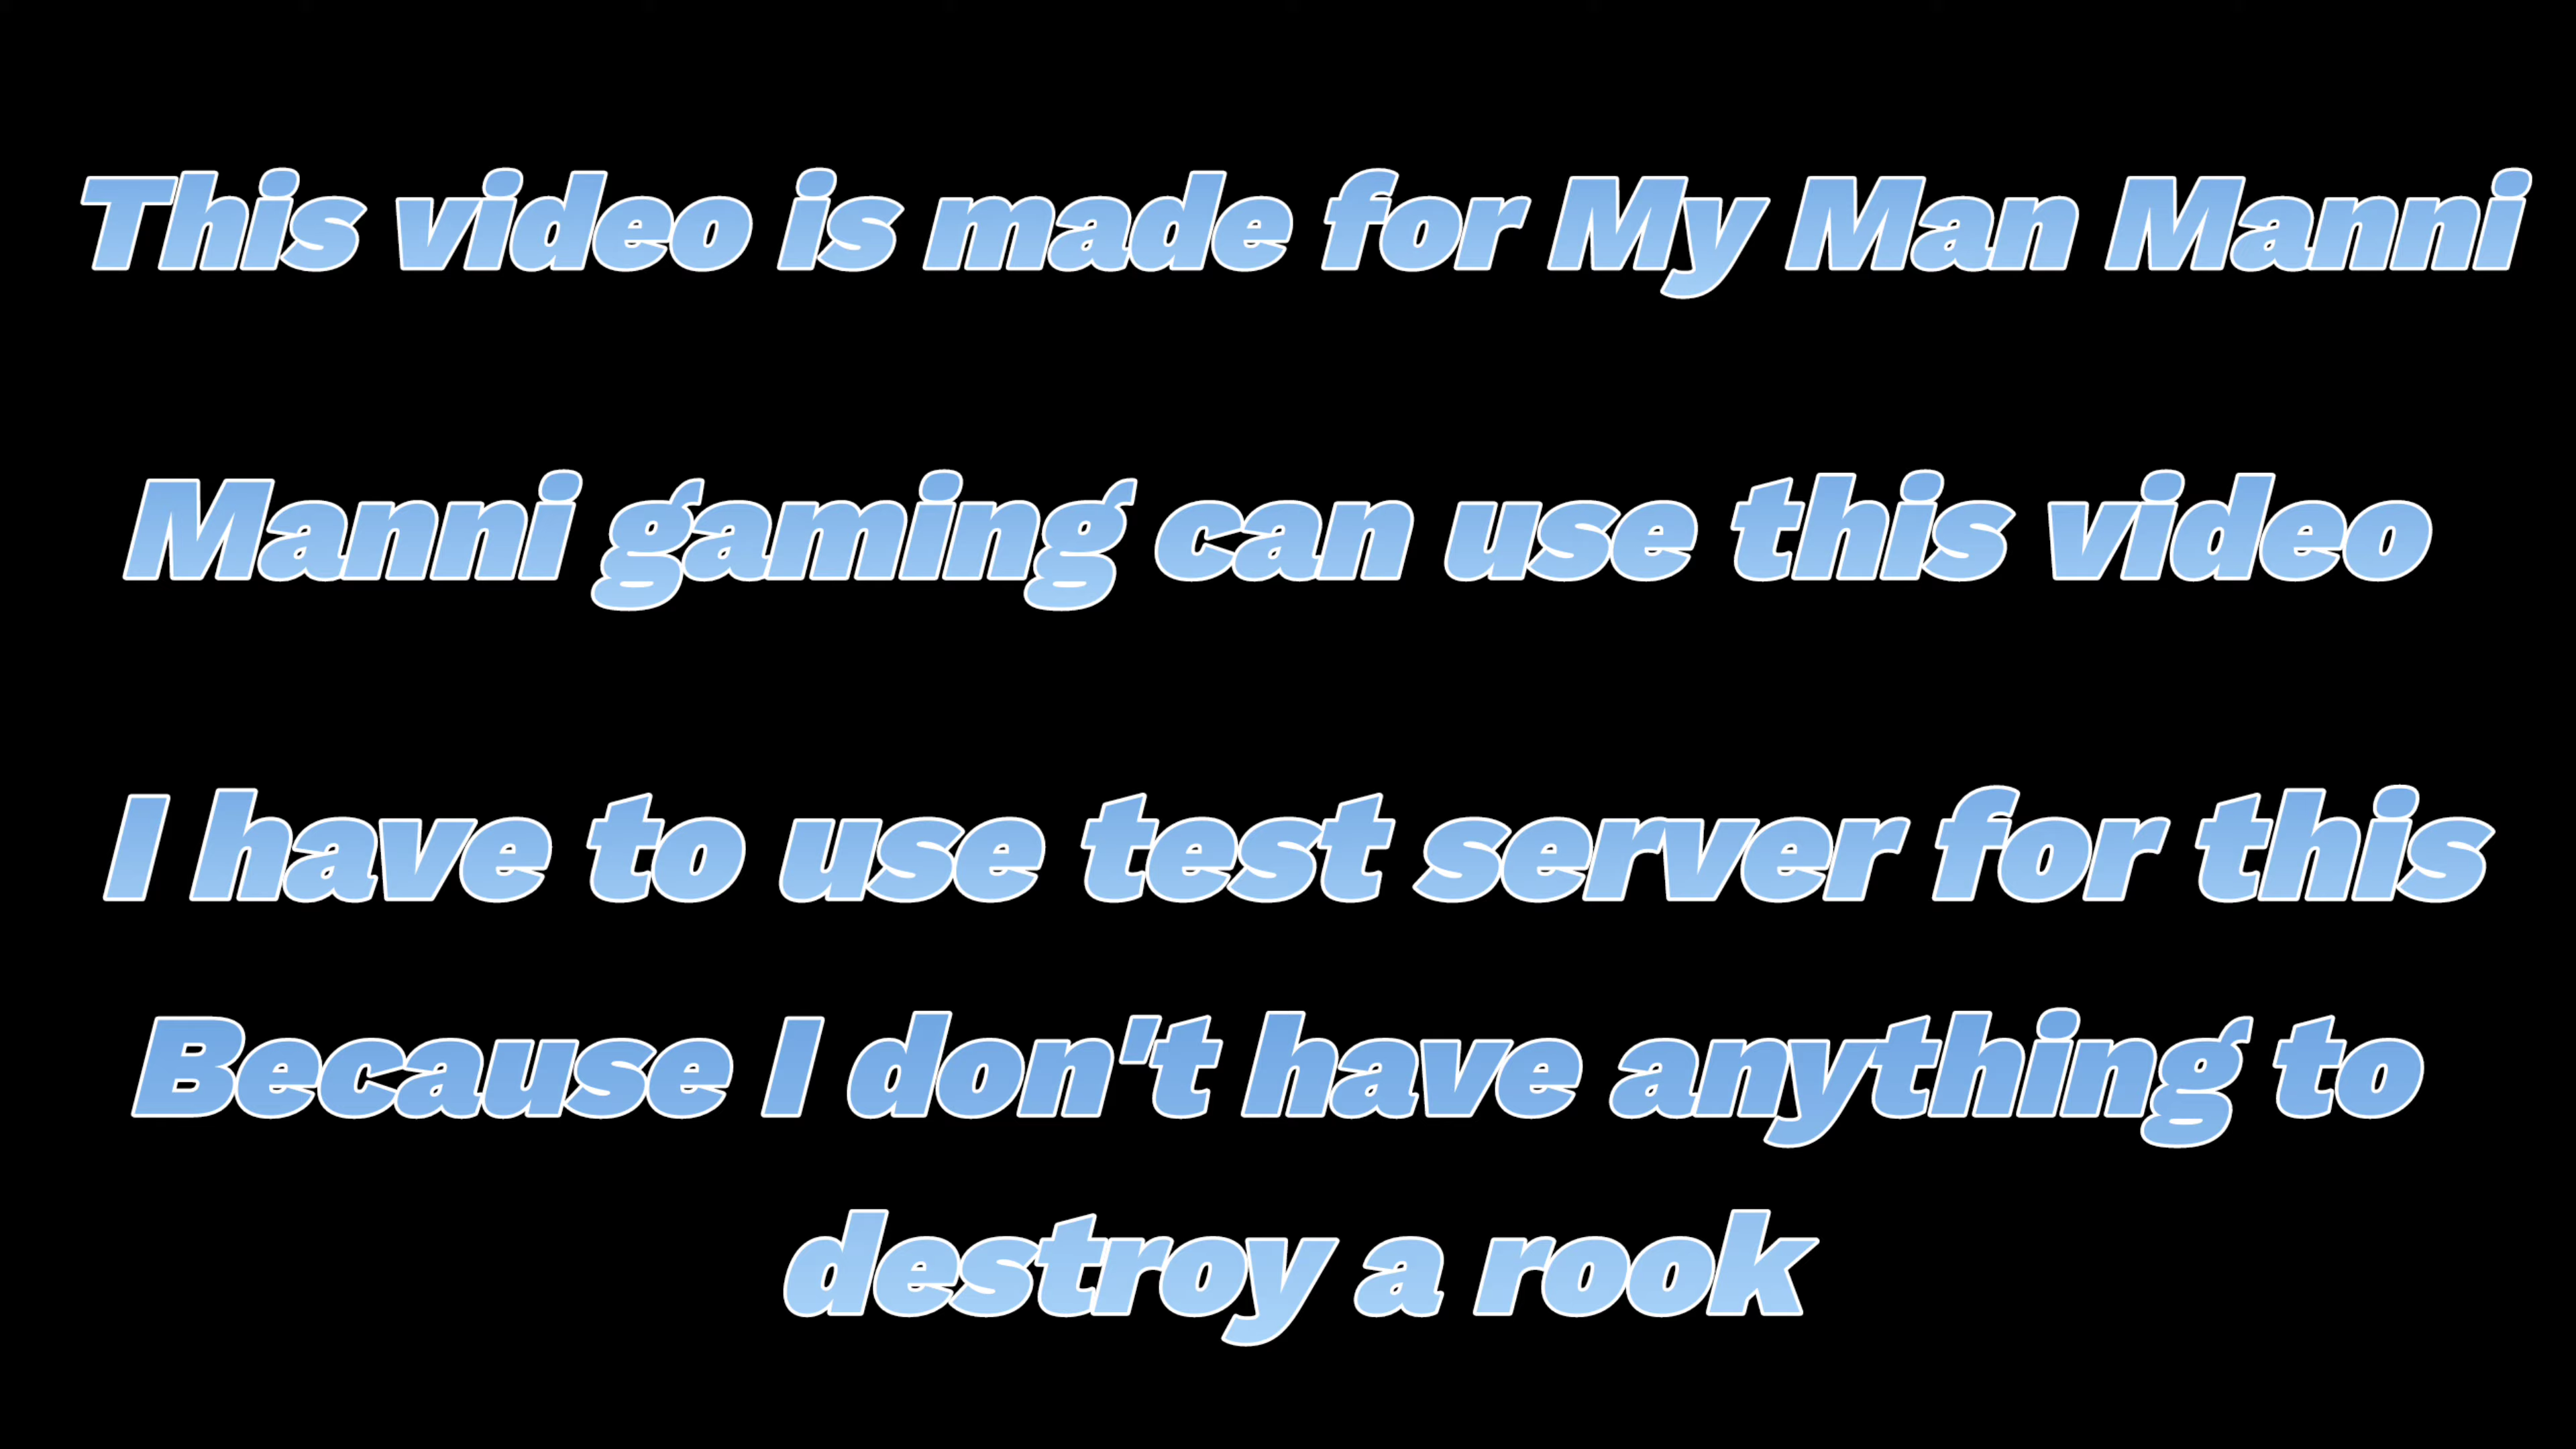 This video is made for My Man Manni
Manni gaming can use this video
I have to use test server for this
Because I don't have anything to
destroy a rook